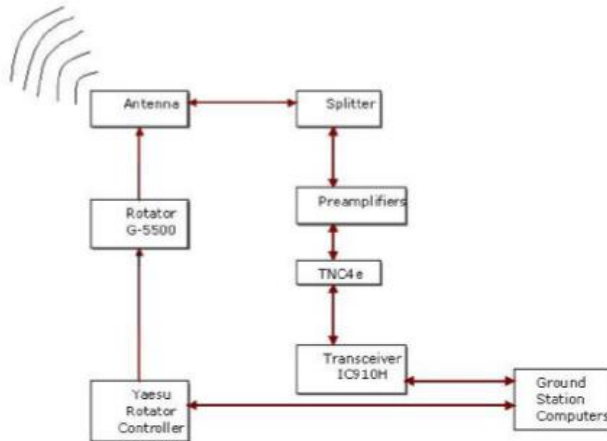 Antenna
Splitter
Rotator
G-5500
Preamplifiers
TNC4e
Transceiver
IC910H
Yaesu
Rotator
Controller
Ground
Station
Computers